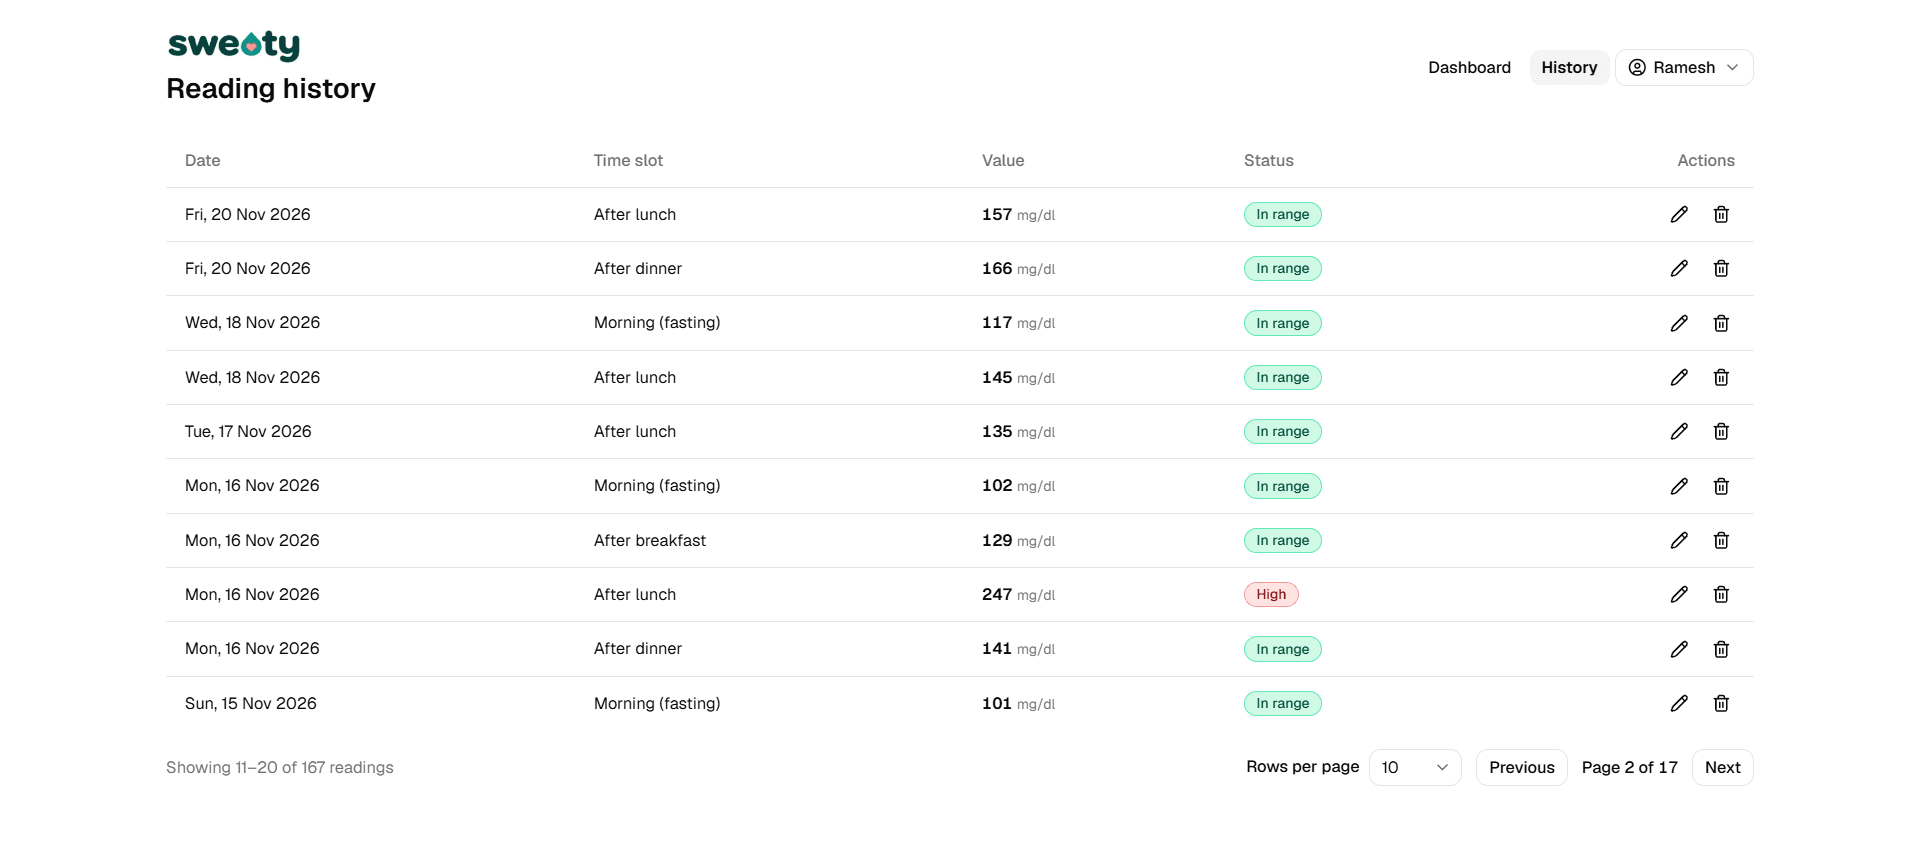 sweety
Reading history
Dashboard History Ramesh
Date Time slot Value Status Actions
Fri, 20 Nov 2026 After lunch 157 mg/dl In range
Fri, 20 Nov 2026 After dinner 166 mg/dl In range
Wed, 18 Nov 2026 Morning (fasting) 117 mg/dl In range
Wed, 18 Nov 2026 After lunch 145 mg/dl In range
Tue, 17 Nov 2026 After lunch 135 mg/dl In range
Mon, 16 Nov 2026 Morning (fasting) 102 mg/dl In range
Mon, 16 Nov 2026 After breakfast 129 mg/dl In range
Mon, 16 Nov 2026 After lunch 247 mg/dl High
Mon, 16 Nov 2026 After dinner 141 mg/dl In range
Sun, 15 Nov 2026 Morning (fasting) 101 mg/dl In range
Showing 11–20 of 167 readings Rows per page 10 Previous Page 2 of 17 Next